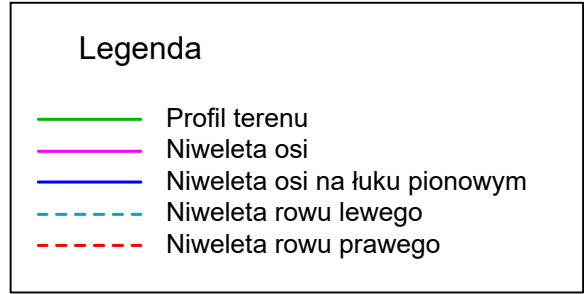 Legenda
Profil terenu
Niweleta osi
Niweleta osi na łuku pionowym
Niweleta rowu lewego
Niweleta rowu prawego